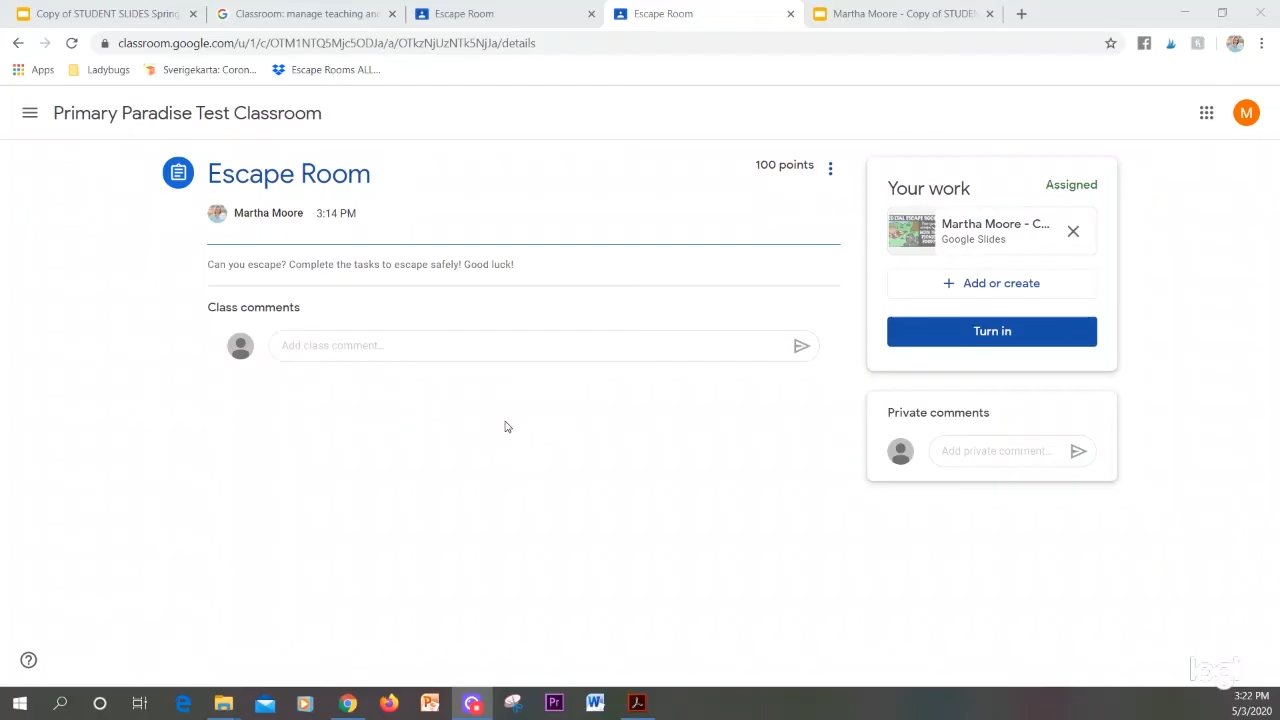 Copy of STUDENT SLIDES Spring
Classroom: manage teaching and
Escape Room
Escape Room
Martha Moore - Copy of STUDEN
classroom.google.com/u/1/c/OTM1NTQ5Mjc5ODJa/a/OTkzNjUzNTk5NjJa/details
Apps
Ladybugs
Sverigekarta: Coron...
Escape Rooms ALL...
Primary Paradise Test Classroom
M
Escape Room
100 points
Martha Moore 3:14 PM
Can you escape? Complete the tasks to escape safely! Good luck!
Class comments
Add class comment...
Your work
Assigned
Martha Moore - C...
Google Slides
+ Add or create
Turn in
Private comments
Add private comment...
3:22 PM
5/3/2020